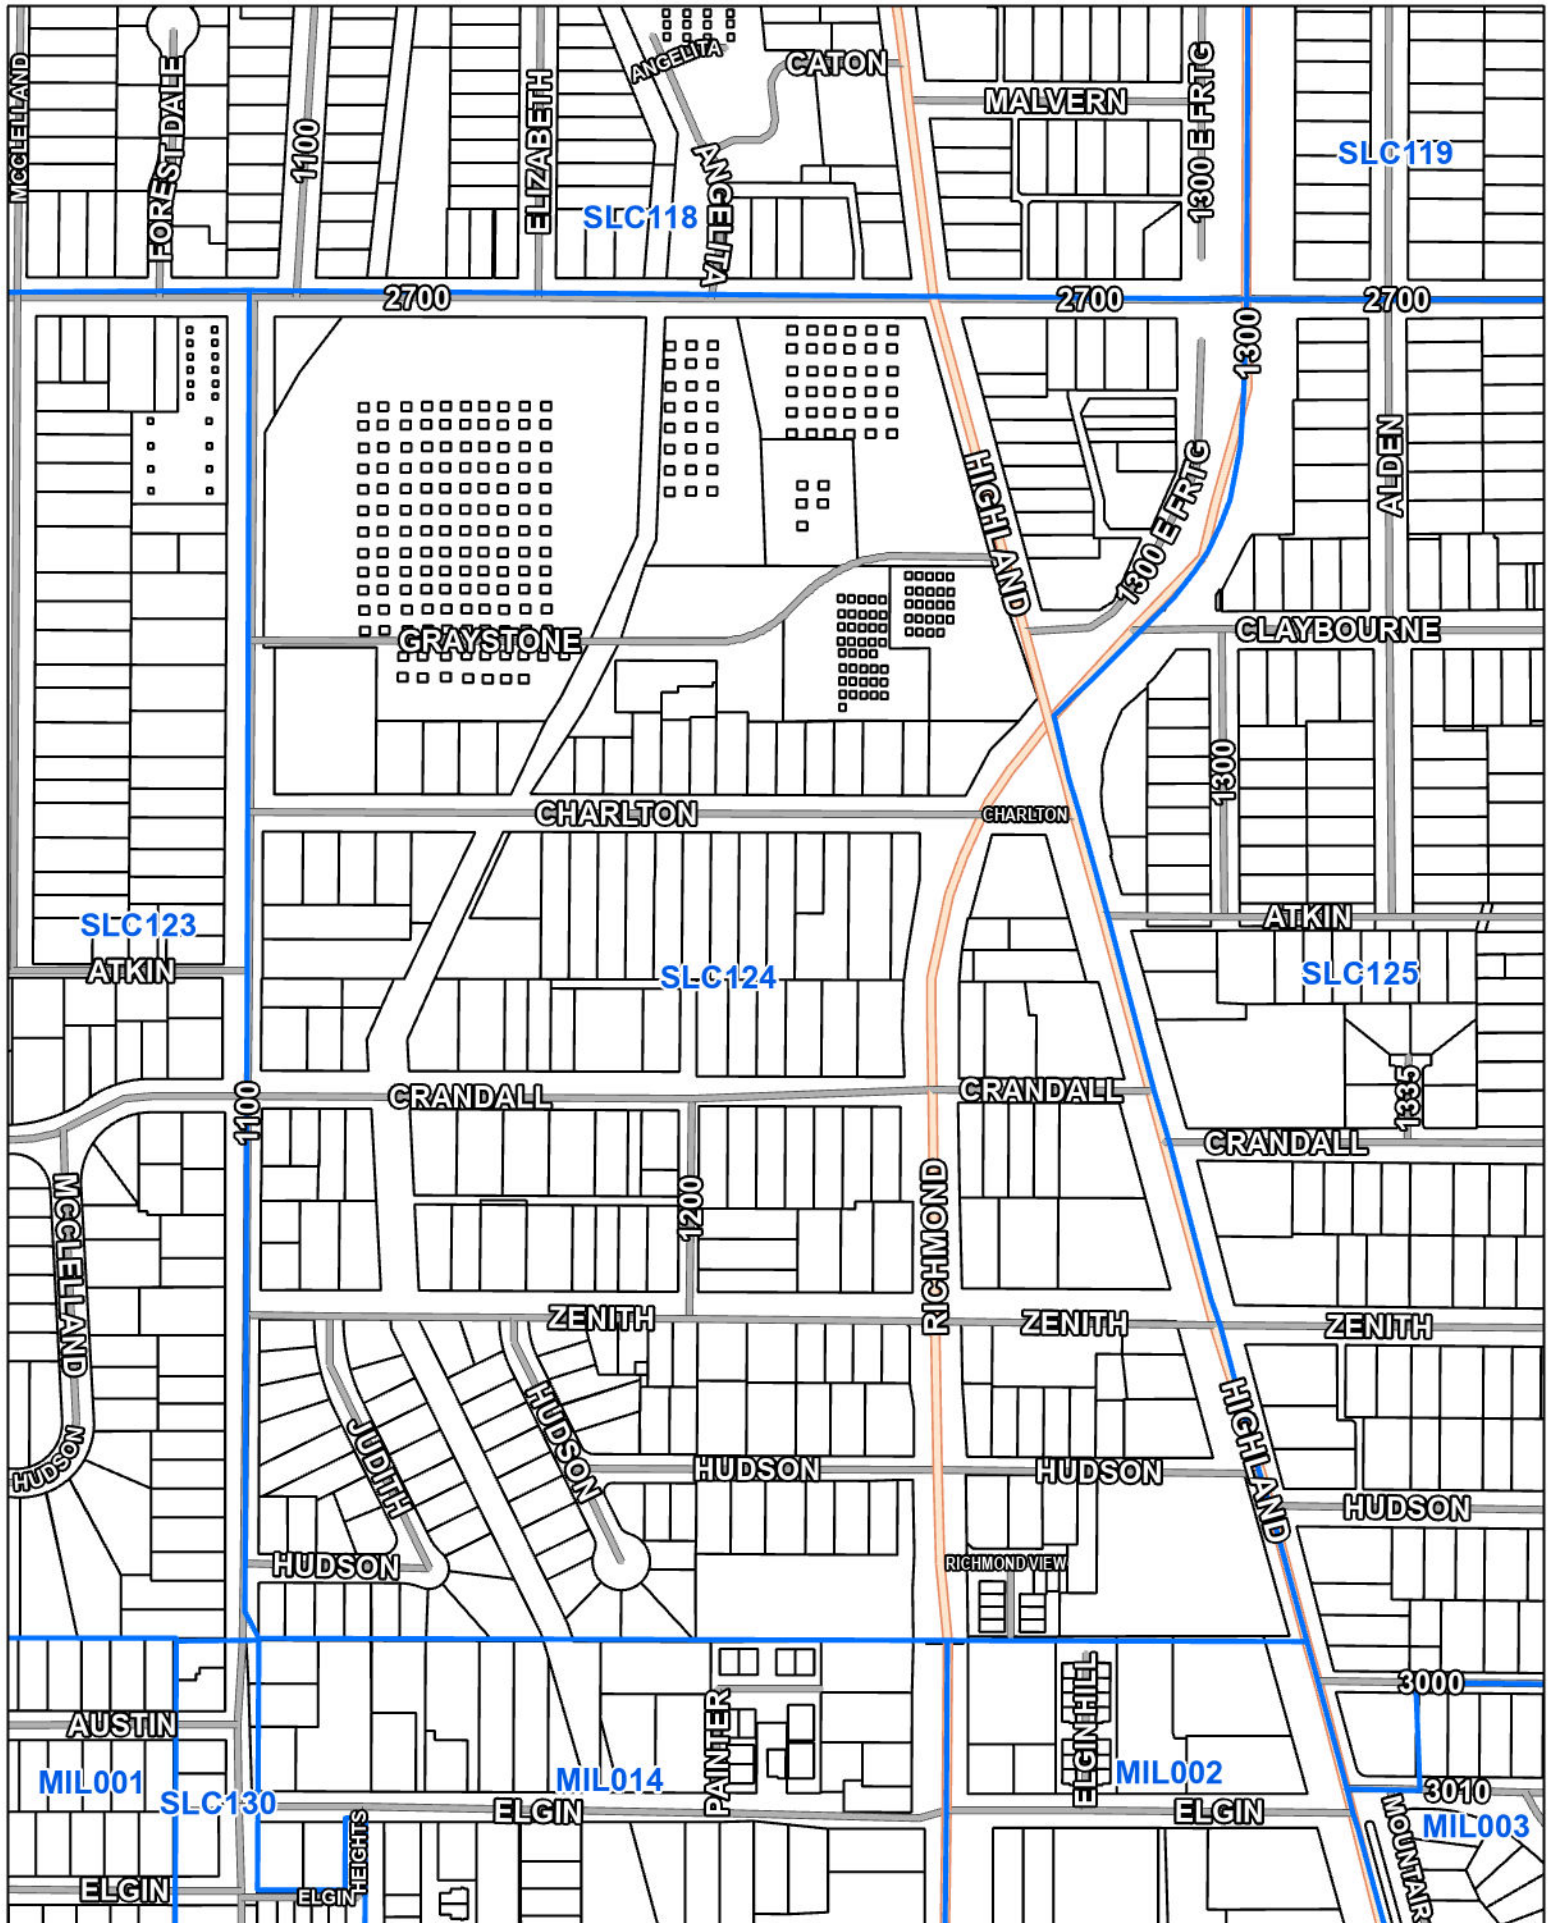 MCCLELLAND
FORESTDALE
1100
ELIZABETH
ANGELITA
CATON
MALVERN
1300 E FRTG
SLC119
SLC118
ANGELITA
2700
2700
2700
1300
ALDEN
HIGHLAND
1300 E FRTG
GRAYSTONE
CLAYBOURNE
1300
CHARLTON
CHARLTON
SLC123
ATKIN
ATKIN
SLC124
SLC125
1100
CRANDALL
CRANDALL
1335
CRANDALL
MCCLELLAND
1200
RICHMOND
ZENITH
ZENITH
ZENITH
HUDSON
JUDITH
HUDSON
HUDSON
HUDSON
HIGHLAND
HUDSON
HUDSON
RICHMOND VIEW
3000
AUSTIN
PAINTER
ELGIN HILL
MIL001
SLC130
MIL014
MIL002
3010
ELGIN
ELGIN
MIL003
HEIGHTS
MOUNTAIR
ELGIN
ELGIN